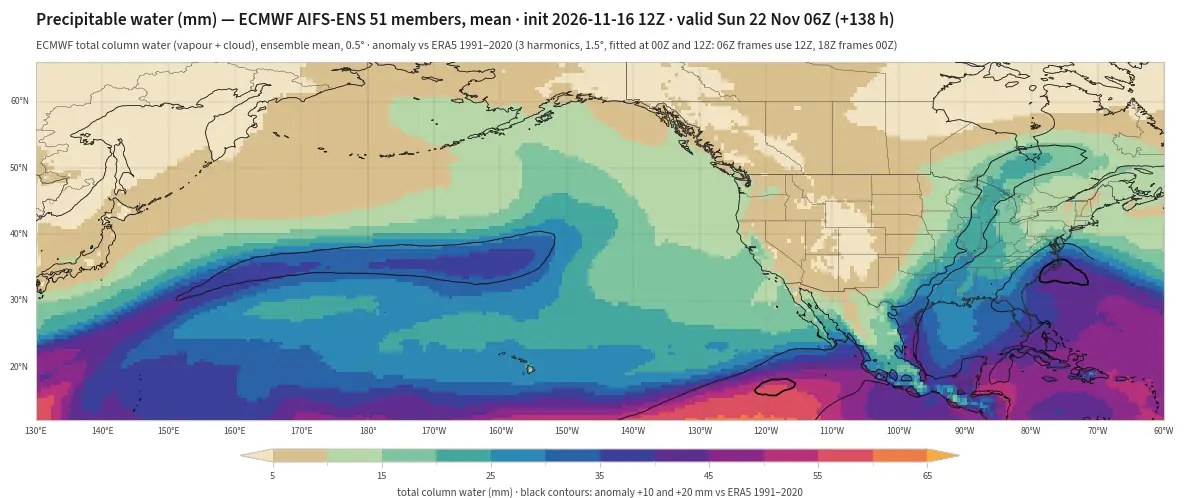 Precipitable water (mm) — ECMWF AIFS-ENS 51 members, mean · init 2026-11-16 12Z · valid Sun 22 Nov 06Z (+138 h)
ECMWF total column water (vapour + cloud), ensemble mean, 0.5° · anomaly vs ERA5 1991–2020 (3 harmonics, 1.5°, fitted at 00Z and 12Z: 06Z frames use 12Z, 18Z frames 00Z)
60°N
50°N
40°N
30°N
20°N
130°E 140°E 150°E 160°E 170°E 180° 170°W 160°W 150°W 140°W 130°W 120°W 110°W 100°W 90°W 80°W 70°W 60°W
5 15 25 35 45 55 65
total column water (mm) · black contours: anomaly +10 and +20 mm vs ERA5 1991–2020